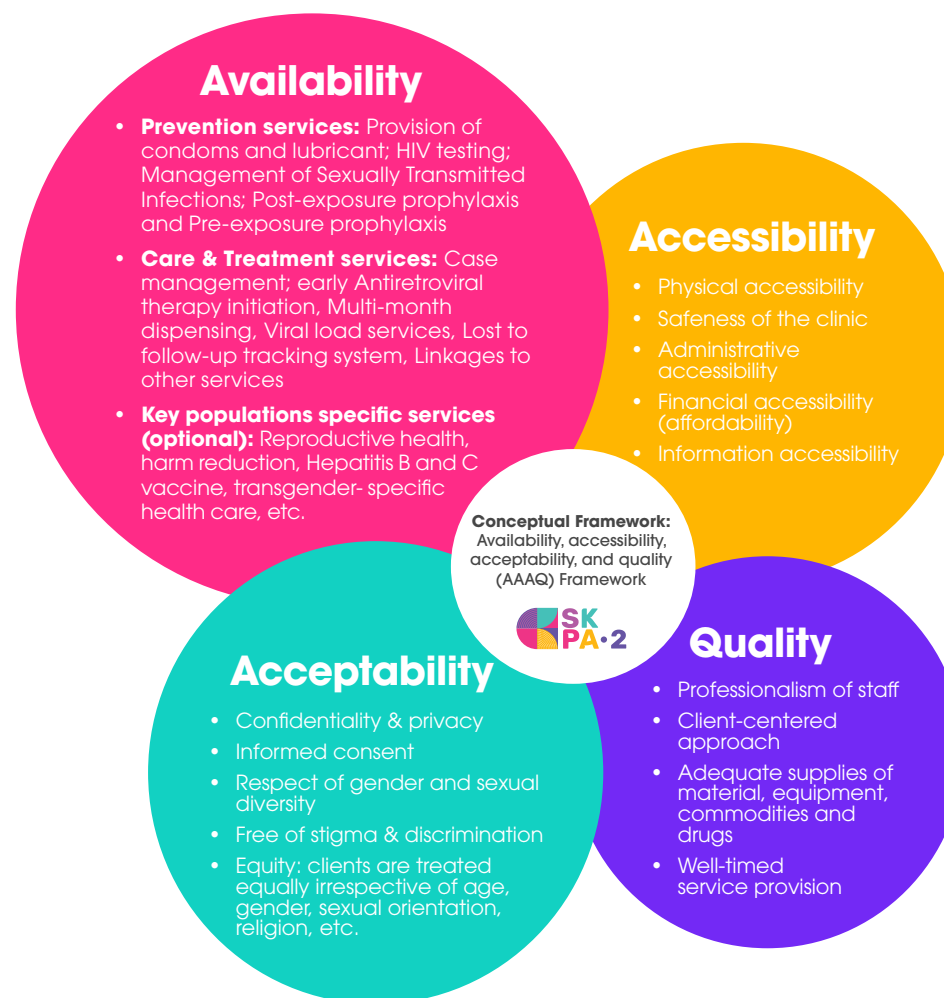 Availability
• Prevention services: Provision of
condoms and lubricant; HIV testing;
Management of Sexually Transmitted
Infections; Post-exposure prophylaxis
and Pre-exposure prophylaxis
• Care & Treatment services: Case
management; early Antiretroviral
therapy initiation, Multi-month
dispensing, Viral load services, Lost to
follow-up tracking system, Linkages to
other services
• Key populations specific services
(optional): Reproductive health,
harm reduction, Hepatitis B and C
vaccine, transgender- specific
health care, etc.
Accessibility
• Physical accessibility
• Safeness of the clinic
• Administrative
accessibility
• Financial accessibility
(affordability)
• Information accessibility
Conceptual Framework:
Availability, accessibility,
acceptability, and quality
(AAAQ) Framework
SK
PA·2
Acceptability
• Confidentiality & privacy
• Informed consent
• Respect of gender and sexual
diversity
• Free of stigma & discrimination
• Equity: clients are treated
equally irrespective of age,
gender, sexual orientation,
religion, etc.
Quality
• Professionalism of staff
• Client-centered
approach
• Adequate supplies of
material, equipment,
commodities and
drugs
• Well-timed
service provision